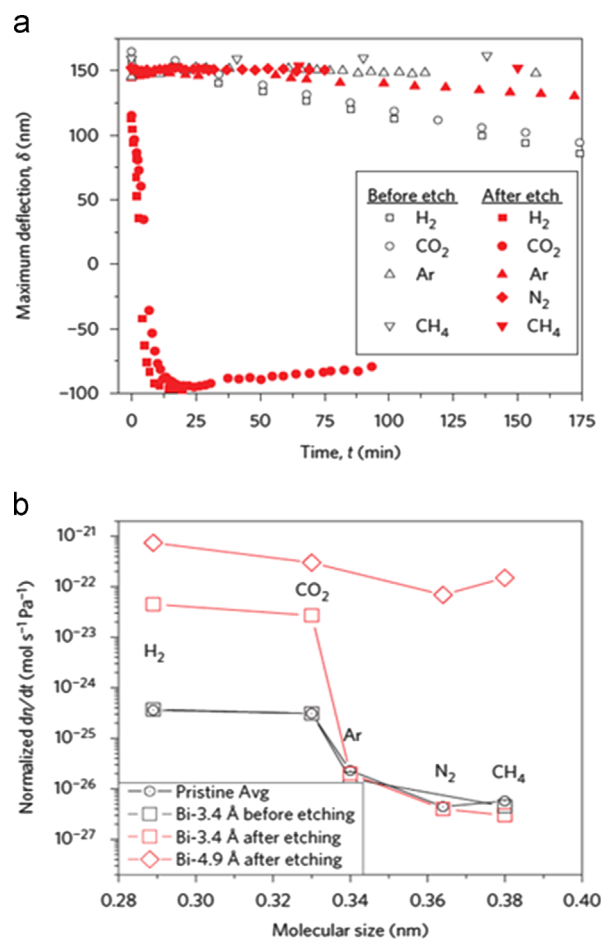 a
Maximum deflection, δ (nm)
150
100
50
0
−50
−100
Before etch After etch
H₂ H₂
CO₂ CO₂
Ar Ar
N₂
CH₄ CH₄
0 25 50 75 100 125 150 175
Time, t (min)
b
Normalized dn/dt (mol s⁻¹ Pa⁻¹)
10⁻²¹
10⁻²²
10⁻²³
10⁻²⁴
10⁻²⁵
10⁻²⁶
10⁻²⁷
H₂
CO₂
Ar
N₂
CH₄
Pristine Avg
Bi-3.4 Å before etching
Bi-3.4 Å after etching
Bi-4.9 Å after etching
0.28 0.30 0.32 0.34 0.36 0.38 0.40
Molecular size (nm)